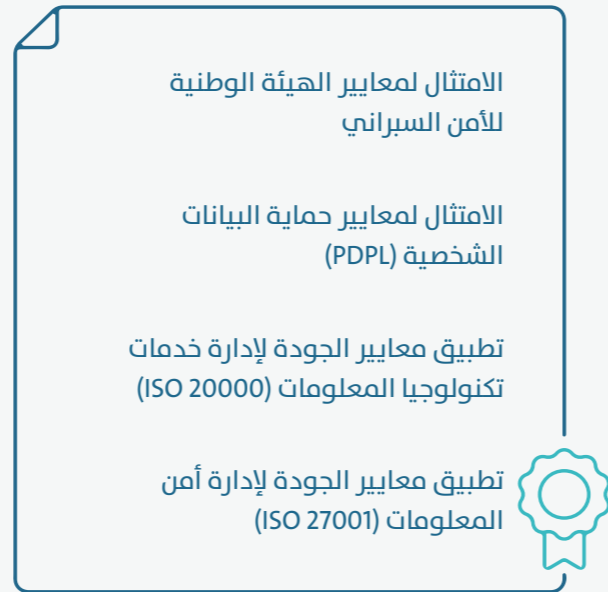 الامتثال لمعايير الهيئة الوطنية
للأمن السبراني
الامتثال لمعايير حماية البيانات
الشخصية (PDPL)
تطبيق معايير الجودة لإدارة خدمات
تكنولوجيا المعلومات (ISO 20000)
تطبيق معايير الجودة لإدارة أمن
المعلومات (ISO 27001)